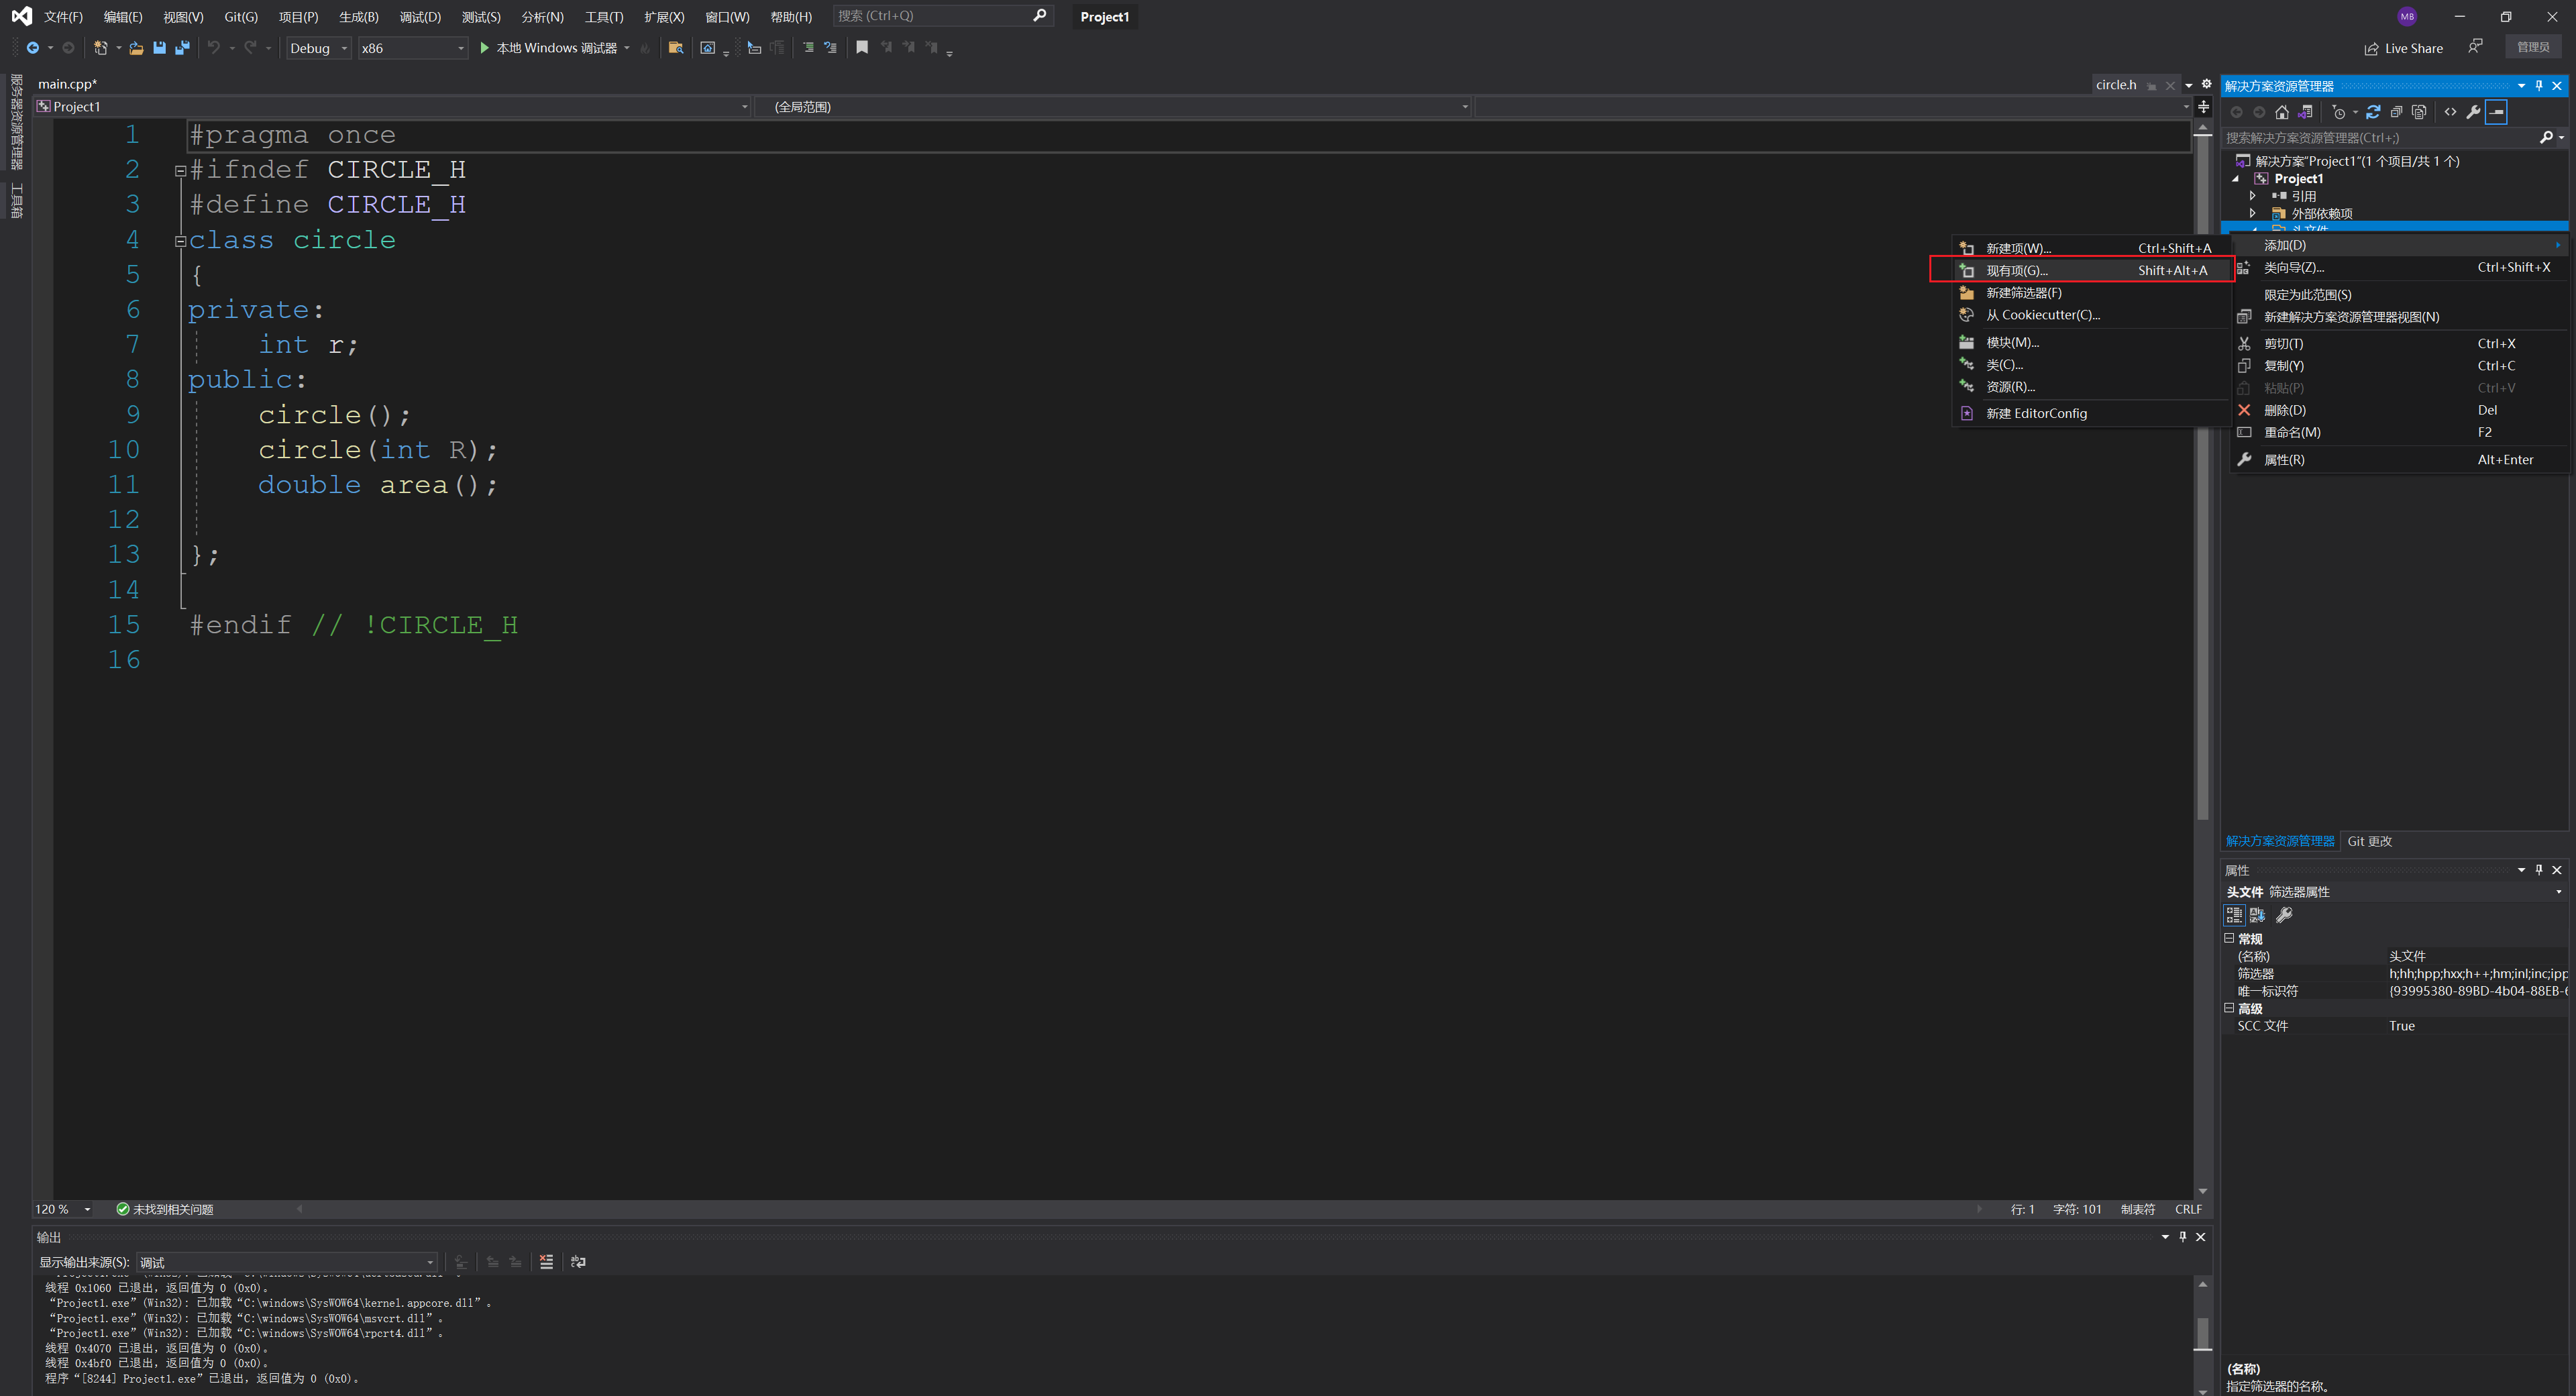 文件(F) 编辑(E) 视图(V) Git(G) 项目(P) 生成(B) 调试(D) 测试(S) 分析(N) 工具(T) 扩展(X) 窗口(W) 帮助(H) 搜索 (Ctrl+Q) Project1 MB
Debug x86 本地 Windows 调试器 Live Share 管理员
服务器资源管理器
工具箱
main.cpp* circle.h
Project1 (全局范围)
1 #pragma once
2 #ifndef CIRCLE_H
3 #define CIRCLE_H
4 class circle
5 {
6 private:
7 int r;
8 public:
9 circle();
10 circle(int R);
11 double area();
12
13 };
14
15 #endif // !CIRCLE_H
16
120 % 未找到相关问题 行: 1 字符: 101 制表符 CRLF
输出
显示输出来源(S): 调试
线程 0x1060 已退出，返回值为 0 (0x0)。
“Project1.exe”(Win32): 已加载“C:\windows\SysWOW64\kernel.appcore.dll”。
“Project1.exe”(Win32): 已加载“C:\windows\SysWOW64\msvcrt.dll”。
“Project1.exe”(Win32): 已加载“C:\windows\SysWOW64\rpcrt4.dll”。
线程 0x4070 已退出，返回值为 0 (0x0)。
线程 0x4bf0 已退出，返回值为 0 (0x0)。
程序“[8244] Project1.exe”已退出，返回值为 0 (0x0)。
新建项(W)... Ctrl+Shift+A
现有项(G)... Shift+Alt+A
新建筛选器(F)
从 Cookiecutter(C)...
模块(M)...
类(C)...
资源(R)...
新建 EditorConfig
解决方案资源管理器
搜索解决方案资源管理器(Ctrl+;)
解决方案"Project1"(1 个项目/共 1 个)
Project1
引用
外部依赖项
头文件
添加(D)
类向导(Z)... Ctrl+Shift+X
限定为此范围(S)
新建解决方案资源管理器视图(N)
剪切(T) Ctrl+X
复制(Y) Ctrl+C
粘贴(P) Ctrl+V
删除(D) Del
重命名(M) F2
属性(R) Alt+Enter
解决方案资源管理器 Git 更改
属性
头文件 筛选器属性
常规
(名称) 头文件
筛选器 h;hh;hpp;hxx;h++;hm;inl;inc;ipp
唯一标识符 {93995380-89BD-4b04-88EB-6
高级
SCC 文件 True
(名称)
指定筛选器的名称。